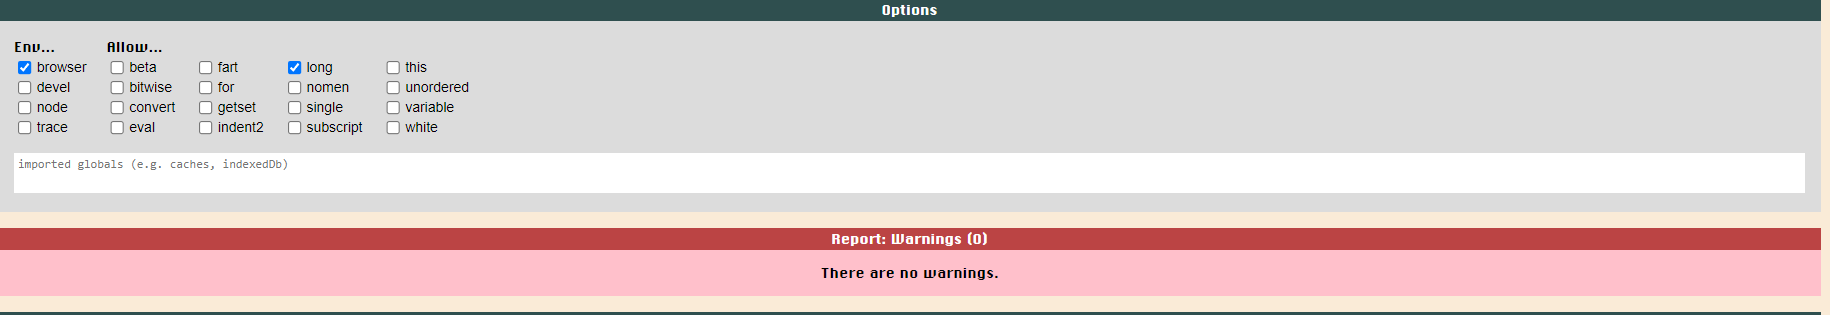 Options
Env... Allow...
browser beta fart long this
devel bitwise for nomen unordered
node convert getset single variable
trace eval indent2 subscript white
imported globals (e.g. caches, indexedDb)
Report: Warnings (0)
There are no warnings.